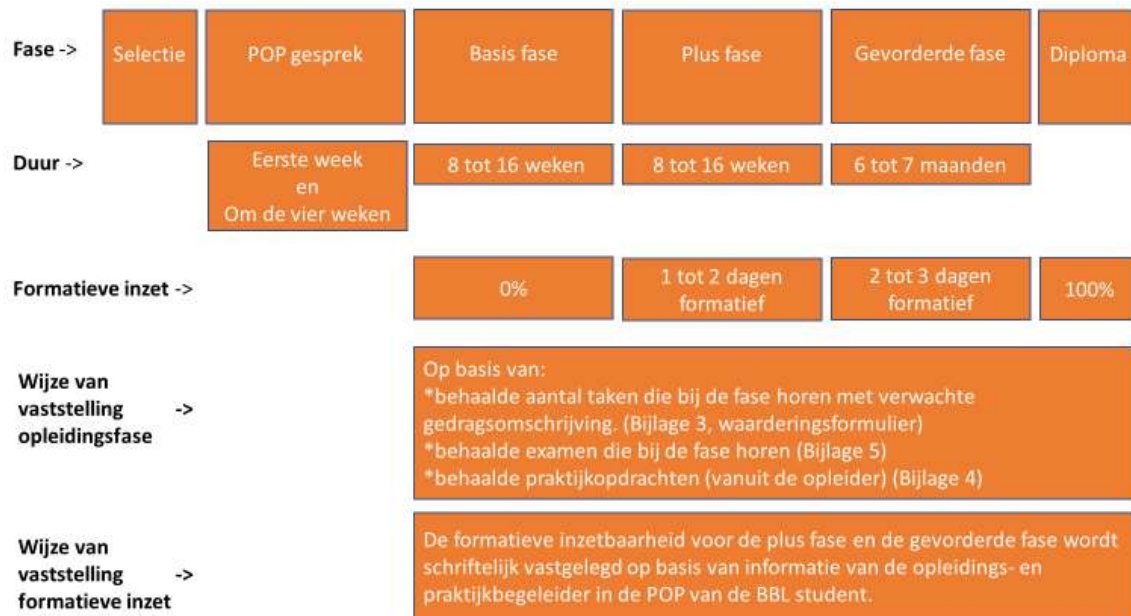 Fase ->
Selectie
POP gesprek
Basis fase
Plus fase
Gevorderde fase
Diploma
Duur ->
Eerste week
en
Om de vier weken
8 tot 16 weken
8 tot 16 weken
6 tot 7 maanden
Formatieve inzet ->
0%
1 tot 2 dagen
formatief
2 tot 3 dagen
formatief
100%
Wijze van
vaststelling ->
opleidingsfase
Op basis van:
*behaalde aantal taken die bij de fase horen met verwachte
gedragsomschrijving. (Bijlage 3, waarderingsformulier)
*behaalde examen die bij de fase horen (Bijlage 5)
*behaalde praktijkopdrachten (vanuit de opleider) (Bijlage 4)
Wijze van
vaststelling ->
formatieve inzet
De formatieve inzetbaarheid voor de plus fase en de gevorderde fase wordt
schriftelijk vastgelegd op basis van informatie van de opleidings- en
praktijkbegeleider in de POP van de BBL student.